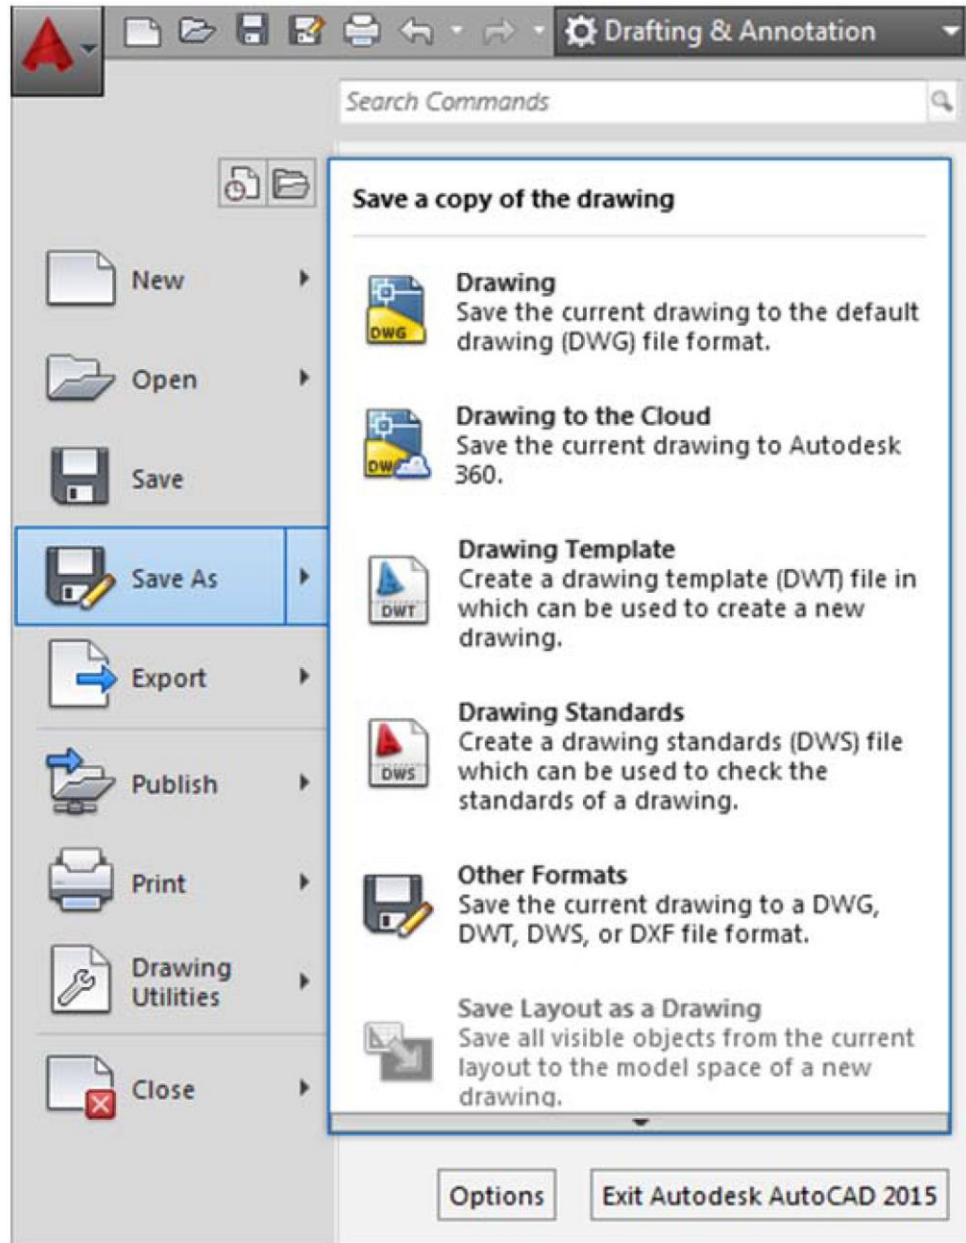 Drafting & Annotation
Search Commands
Save a copy of the drawing
New
Open
Save
Save As
Export
Publish
Print
Drawing
Utilities
Close
Drawing
Save the current drawing to the default
drawing (DWG) file format.
DWG
Drawing to the Cloud
Save the current drawing to Autodesk
360.
DW
Drawing Template
Create a drawing template (DWT) file in
which can be used to create a new
drawing.
DWT
Drawing Standards
Create a drawing standards (DWS) file
which can be used to check the
standards of a drawing.
DWS
Other Formats
Save the current drawing to a DWG,
DWT, DWS, or DXF file format.
Save Layout as a Drawing
Save all visible objects from the current
layout to the model space of a new
drawing.
Options
Exit Autodesk AutoCAD 2015